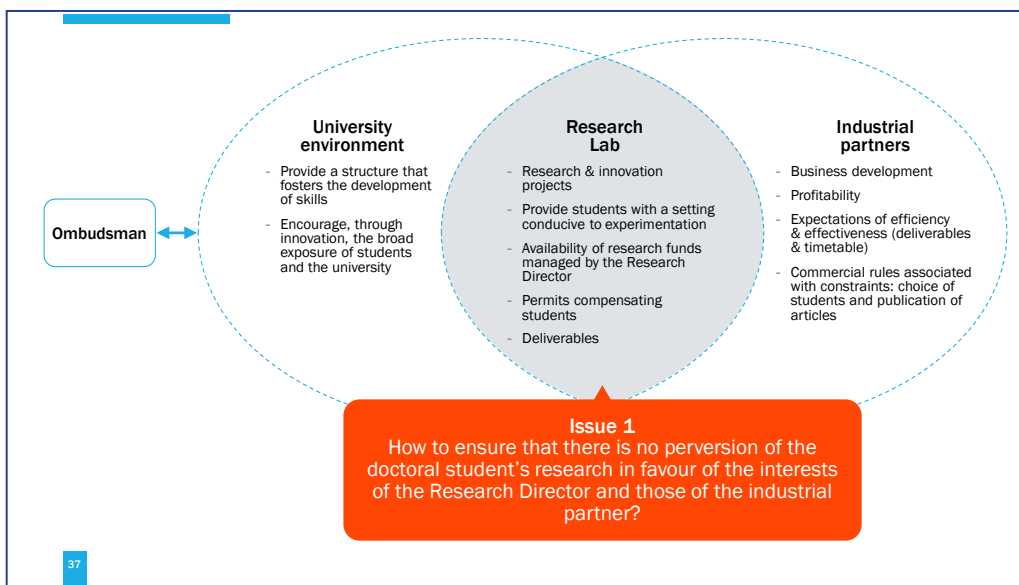 Ombudsman
University
environment
- Provide a structure that
fosters the development
of skills
- Encourage, through
innovation, the broad
exposure of students
and the university
Research
Lab
- Research & innovation
projects
- Provide students with a setting
conducive to experimentation
- Availability of research funds
managed by the Research
Director
- Permits compensating
students
- Deliverables
Industrial
partners
- Business development
- Profitability
- Expectations of efficiency
& effectiveness (deliverables
& timetable)
- Commercial rules associated
with constraints: choice of
students and publication of
articles
Issue 1
How to ensure that there is no perversion of the
doctoral student’s research in favour of the interests
of the Research Director and those of the industrial
partner?
37